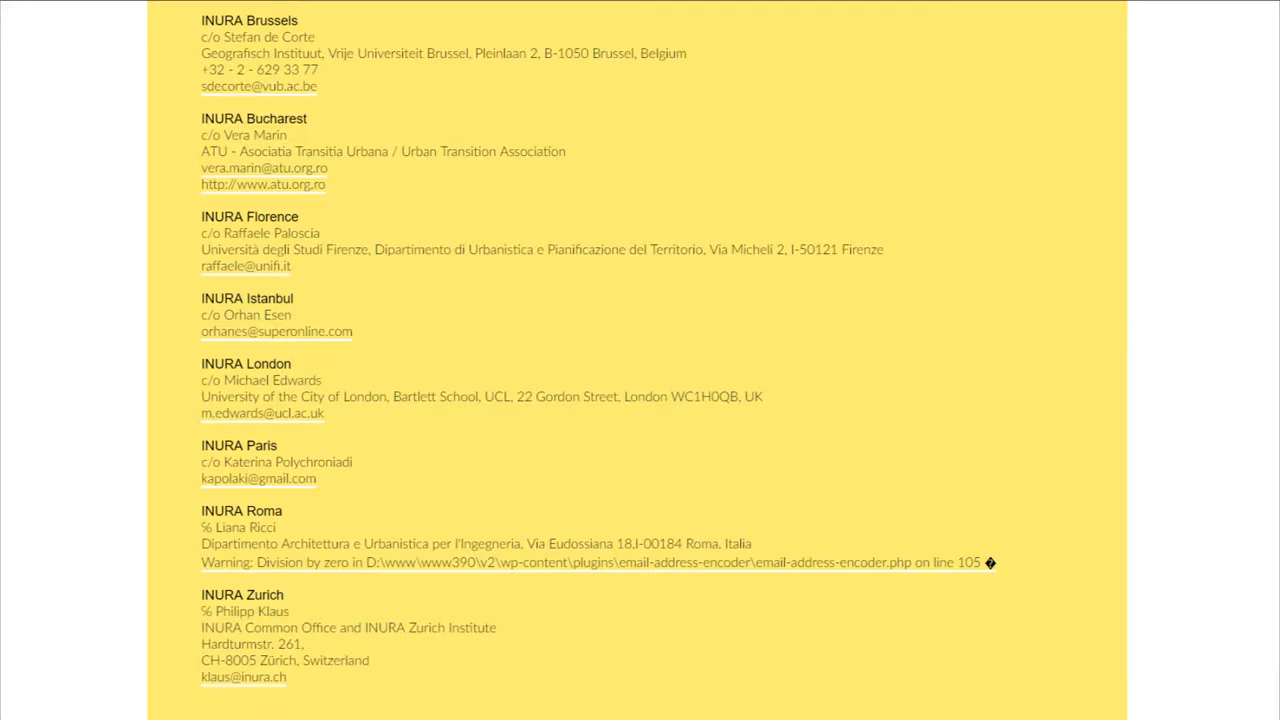 INURA Brussels
c/o Stefan de Corte
Geografisch Instituut, Vrije Universiteit Brussel, Pleinlaan 2, B-1050 Brussel, Belgium
+32 - 2 - 629 33 77
sdecorte@vub.ac.be
INURA Bucharest
c/o Vera Marin
ATU - Asociatia Transitia Urbana / Urban Transition Association
vera.marin@atu.org.ro
http://www.atu.org.ro
INURA Florence
c/o Raffaele Paloscia
Università degli Studi Firenze, Dipartimento di Urbanistica e Pianificazione del Territorio, Via Micheli 2, I-50121 Firenze
raffaele@unifi.it
INURA Istanbul
c/o Orhan Esen
orhanes@superonline.com
INURA London
c/o Michael Edwards
University of the City of London, Bartlett School, UCL, 22 Gordon Street, London WC1H0QB, UK
m.edwards@ucl.ac.uk
INURA Paris
c/o Katerina Polychroniadi
kapolaki@gmail.com
INURA Roma
℅ Liana Ricci
Dipartimento Architettura e Urbanistica per l'Ingegneria, Via Eudossiana 18,I-00184 Roma, Italia
Warning: Division by zero in D:\www\www390\v2\wp-content\plugins\email-address-encoder\email-address-encoder.php on line 105 �
INURA Zurich
℅ Philipp Klaus
INURA Common Office and INURA Zurich Institute
Hardturmstr. 261,
CH-8005 Zürich, Switzerland
klaus@inura.ch